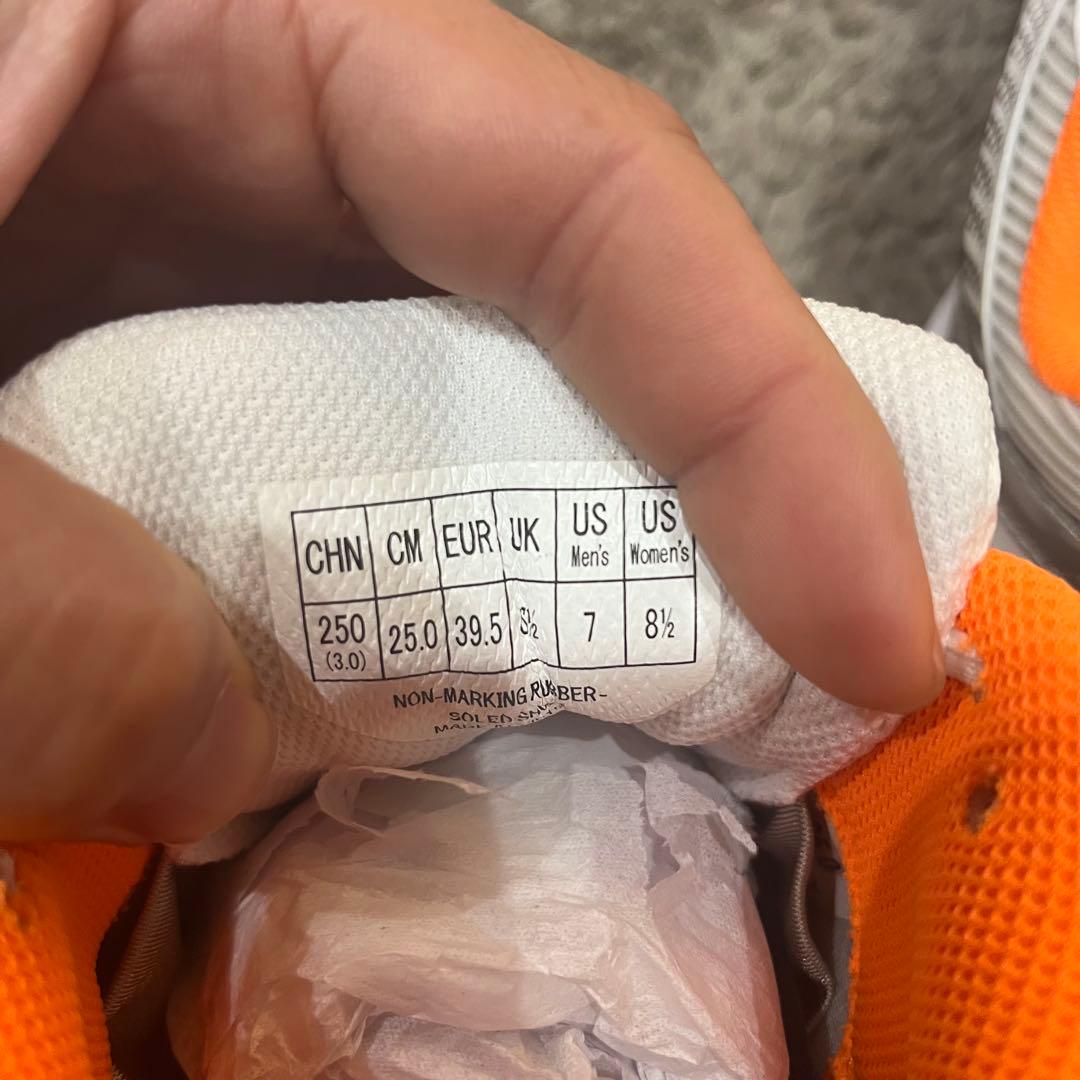 CHN CM EUR UK US Men's US Women's
250 (3.0) 25.0 39.5 7 8½
NON-MARKING RUBBER-
SOLED